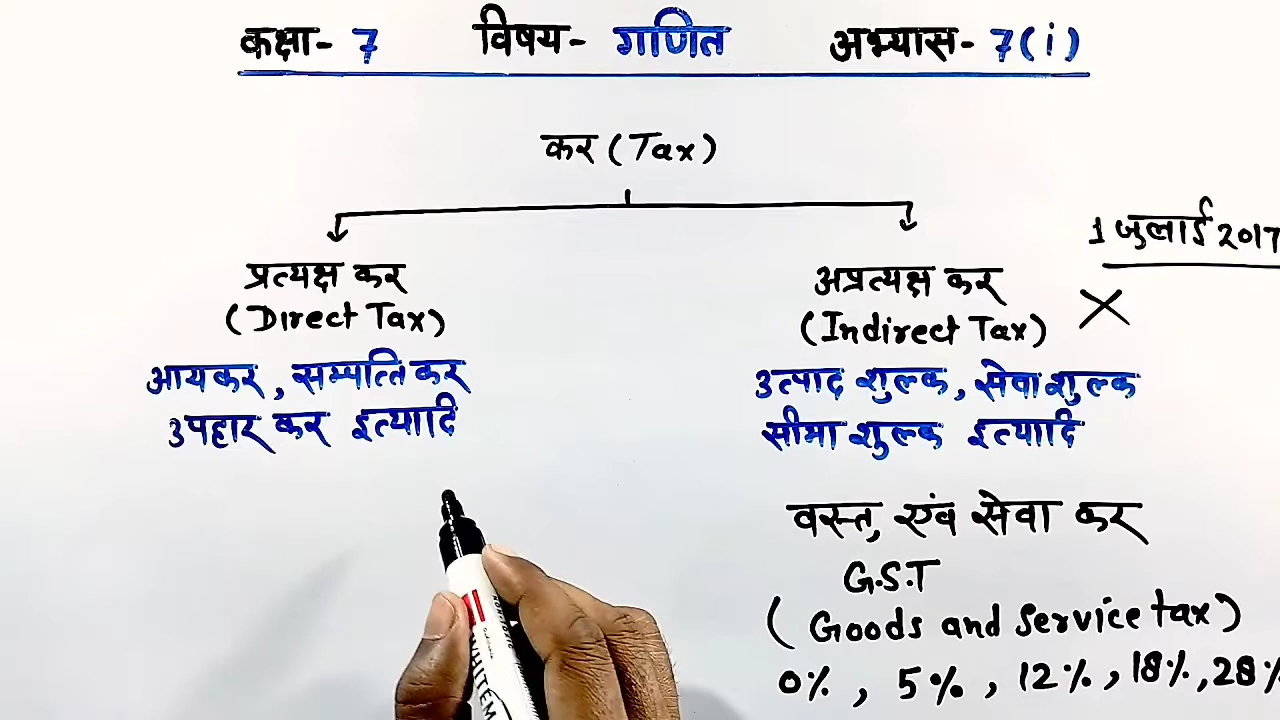 कक्षा- 7 विषय- गणित अभ्यास- 7(i)
कर (Tax)
1 जुलाई 2017
प्रत्यक्ष कर
(Direct Tax)
आयकर, सम्पत्ति कर
उपहार कर इत्यादि
अप्रत्यक्ष कर
(Indirect Tax)
उत्पाद शुल्क, सेवा शुल्क
सीमा शुल्क इत्यादि
वस्तु एंव सेवा कर
G.S.T
(Goods and Service tax)
0%, 5%, 12%, 18%, 28%